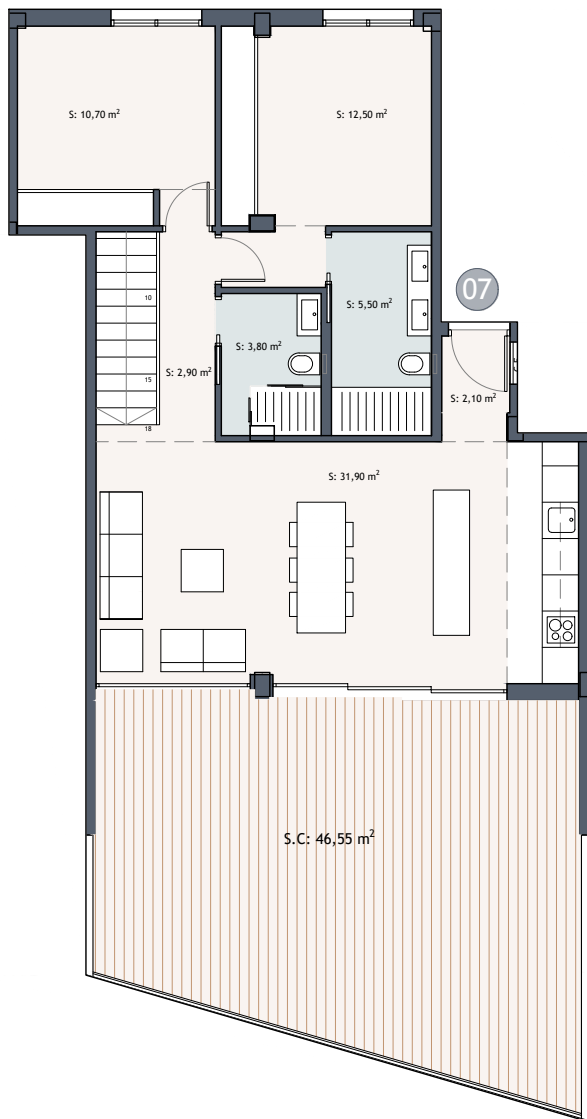 S: 10,70 m²
S: 12,50 m²
07
10
S: 5,50 m²
S: 3,80 m²
15
S: 2,90 m²
S: 2,10 m²
18
S: 31,90 m²
S.C: 46,55 m²